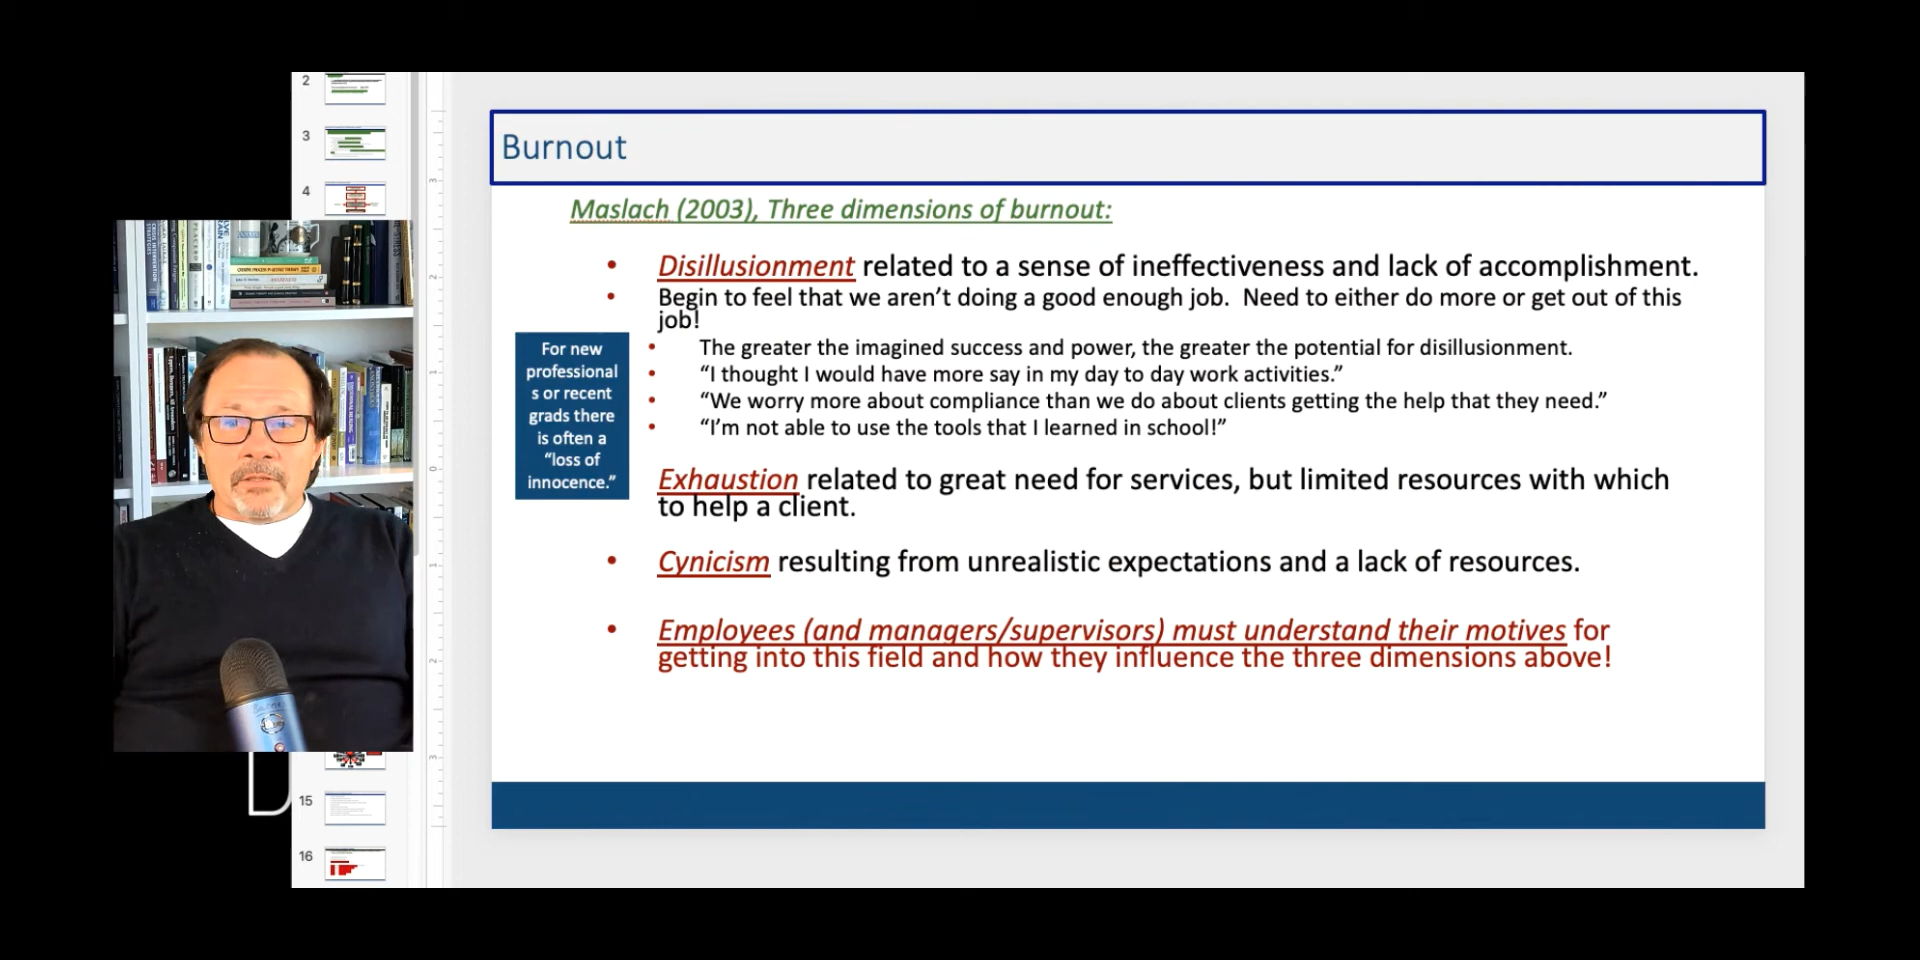 2
3
4
15
16
Burnout
Maslach (2003), Three dimensions of burnout:
• Disillusionment related to a sense of ineffectiveness and lack of accomplishment.
• Begin to feel that we aren’t doing a good enough job.  Need to either do more or get out of this
job!
• The greater the imagined success and power, the greater the potential for disillusionment.
• “I thought I would have more say in my day to day work activities.”
• “We worry more about compliance than we do about clients getting the help that they need.”
• “I’m not able to use the tools that I learned in school!”
For new
professional
s or recent
grads there
is often a
“loss of
innocence.”
Exhaustion related to great need for services, but limited resources with which
to help a client.
• Cynicism resulting from unrealistic expectations and a lack of resources.
• Employees (and managers/supervisors) must understand their motives for
getting into this field and how they influence the three dimensions above!